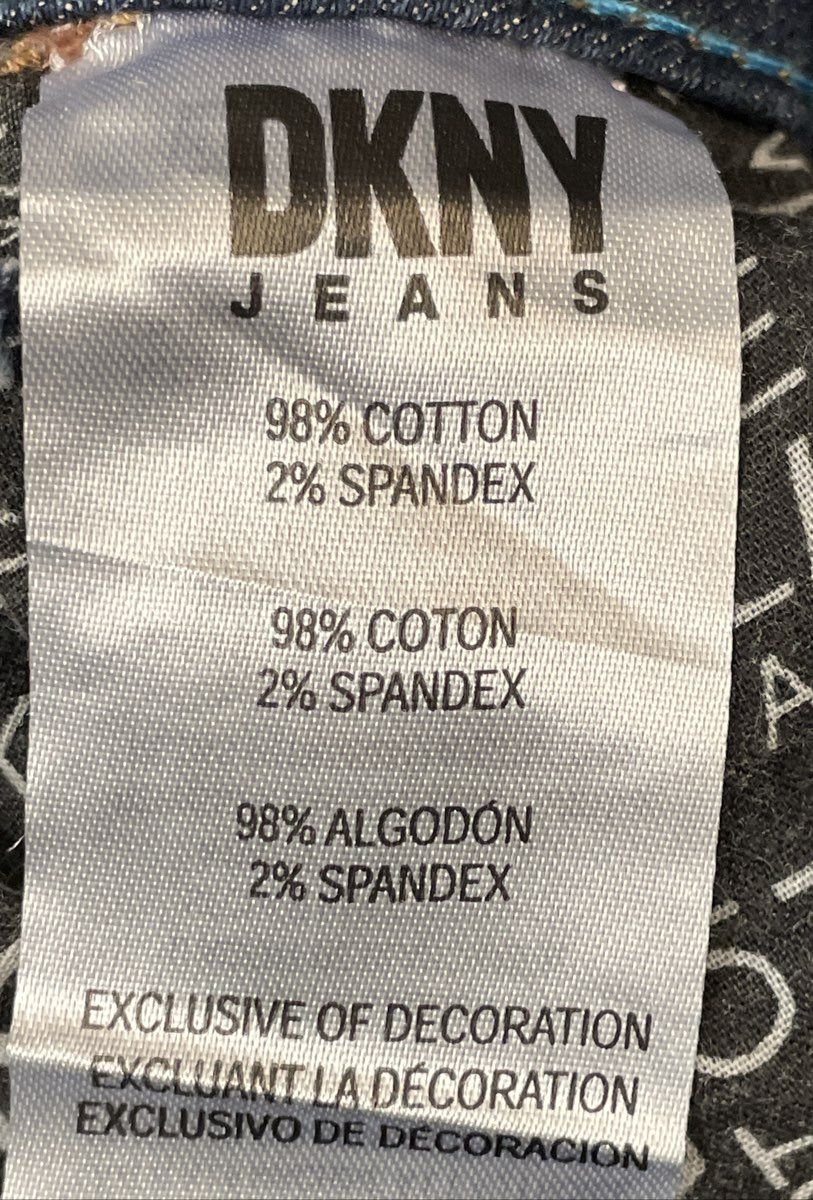 DKNY
JEANS
98% COTTON
2% SPANDEX
98% COTON
2% SPANDEX
98% ALGODÓN
2% SPANDEX
EXCLUSIVE OF DECORATION
EXCLUANT LA DÉCORATION
EXCLUSIVO DE DECORACION